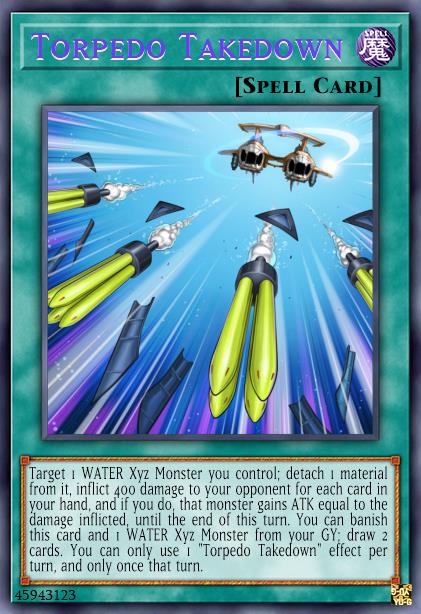 Torpedo Takedown
SPELL
魔
[Spell Card]
Target 1 WATER Xyz Monster you control; detach 1 material
from it, inflict 400 damage to your opponent for each card in
your hand, and if you do, that monster gains ATK equal to the
damage inflicted, until the end of this turn. You can banish
this card and 1 WATER Xyz Monster from your GY; draw 2
cards. You can only use 1 "Torpedo Takedown" effect per
turn, and only once that turn.
45943123